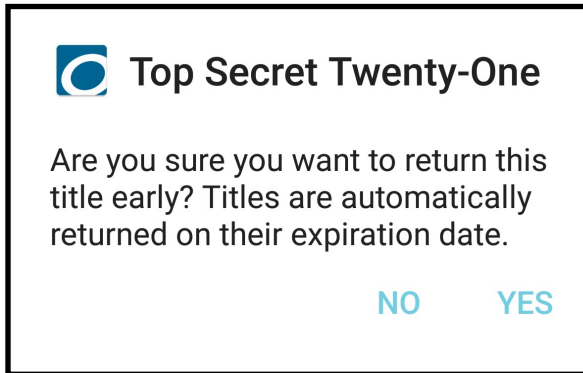 Top Secret Twenty-One
Are you sure you want to return this
title early? Titles are automatically
returned on their expiration date.
NO YES